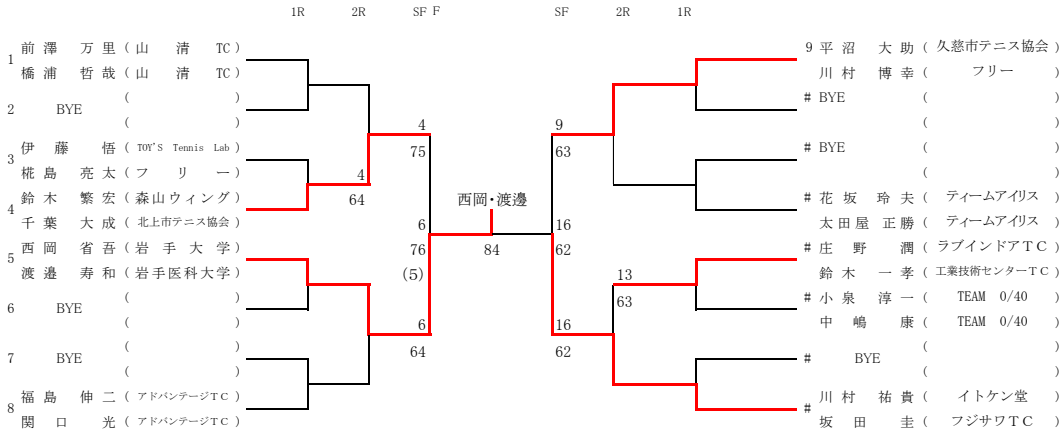 1R 2R SF F SF 2R 1R
1 前澤 万里 ( 山 清 TC )
橋浦 哲哉 ( 山 清 TC )
2 BYE ( )
( )
3 伊藤 悟 ( TOY'S Tennis Lab )
椛島 亮太 ( フリー )
4 鈴木 繁宏 ( 森山ウィング )
千葉 大成 ( 北上市テニス協会 )
5 西岡 省吾 ( 岩手大学 )
渡邉 寿和 ( 岩手医科大学 )
6 BYE ( )
( )
7 BYE ( )
( )
8 福島 伸二 ( アドバンテージTC )
関口 光 ( アドバンテージTC )
4
64
4
75
6
76
(5)
6
64
西岡・渡邊
84
9
63
16
62
13
63
16
62
9 平沼 大助 ( 久慈市テニス協会 )
川村 博幸 ( フリー )
# BYE ( )
( )
# BYE ( )
( )
# 花坂 玲夫 ( ティームアイリス )
太田屋 正勝 ( ティームアイリス )
# 庄野 潤 ( ラブインドアTC )
鈴木 一孝 ( 工業技術センターTC )
# 小泉 淳一 ( TEAM 0/40 )
中嶋 康 ( TEAM 0/40 )
# BYE ( )
( )
# 川村 祐貴 ( イトケン堂 )
坂田 圭 ( フジサワTC )